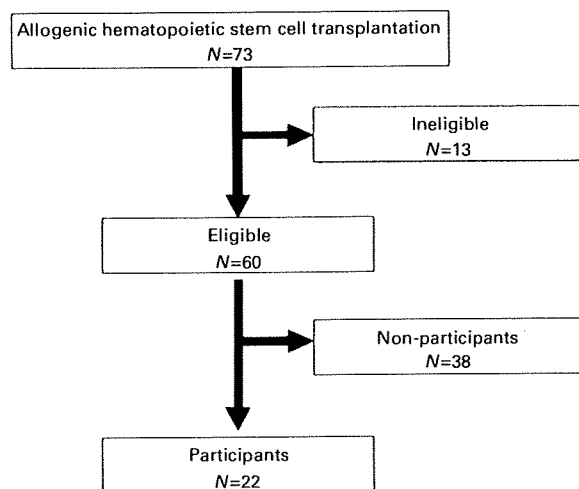 Allogenic hematopoietic stem cell transplantation
N=73
Ineligible
N=13
Eligible
N=60
Non-participants
N=38
Participants
N=22